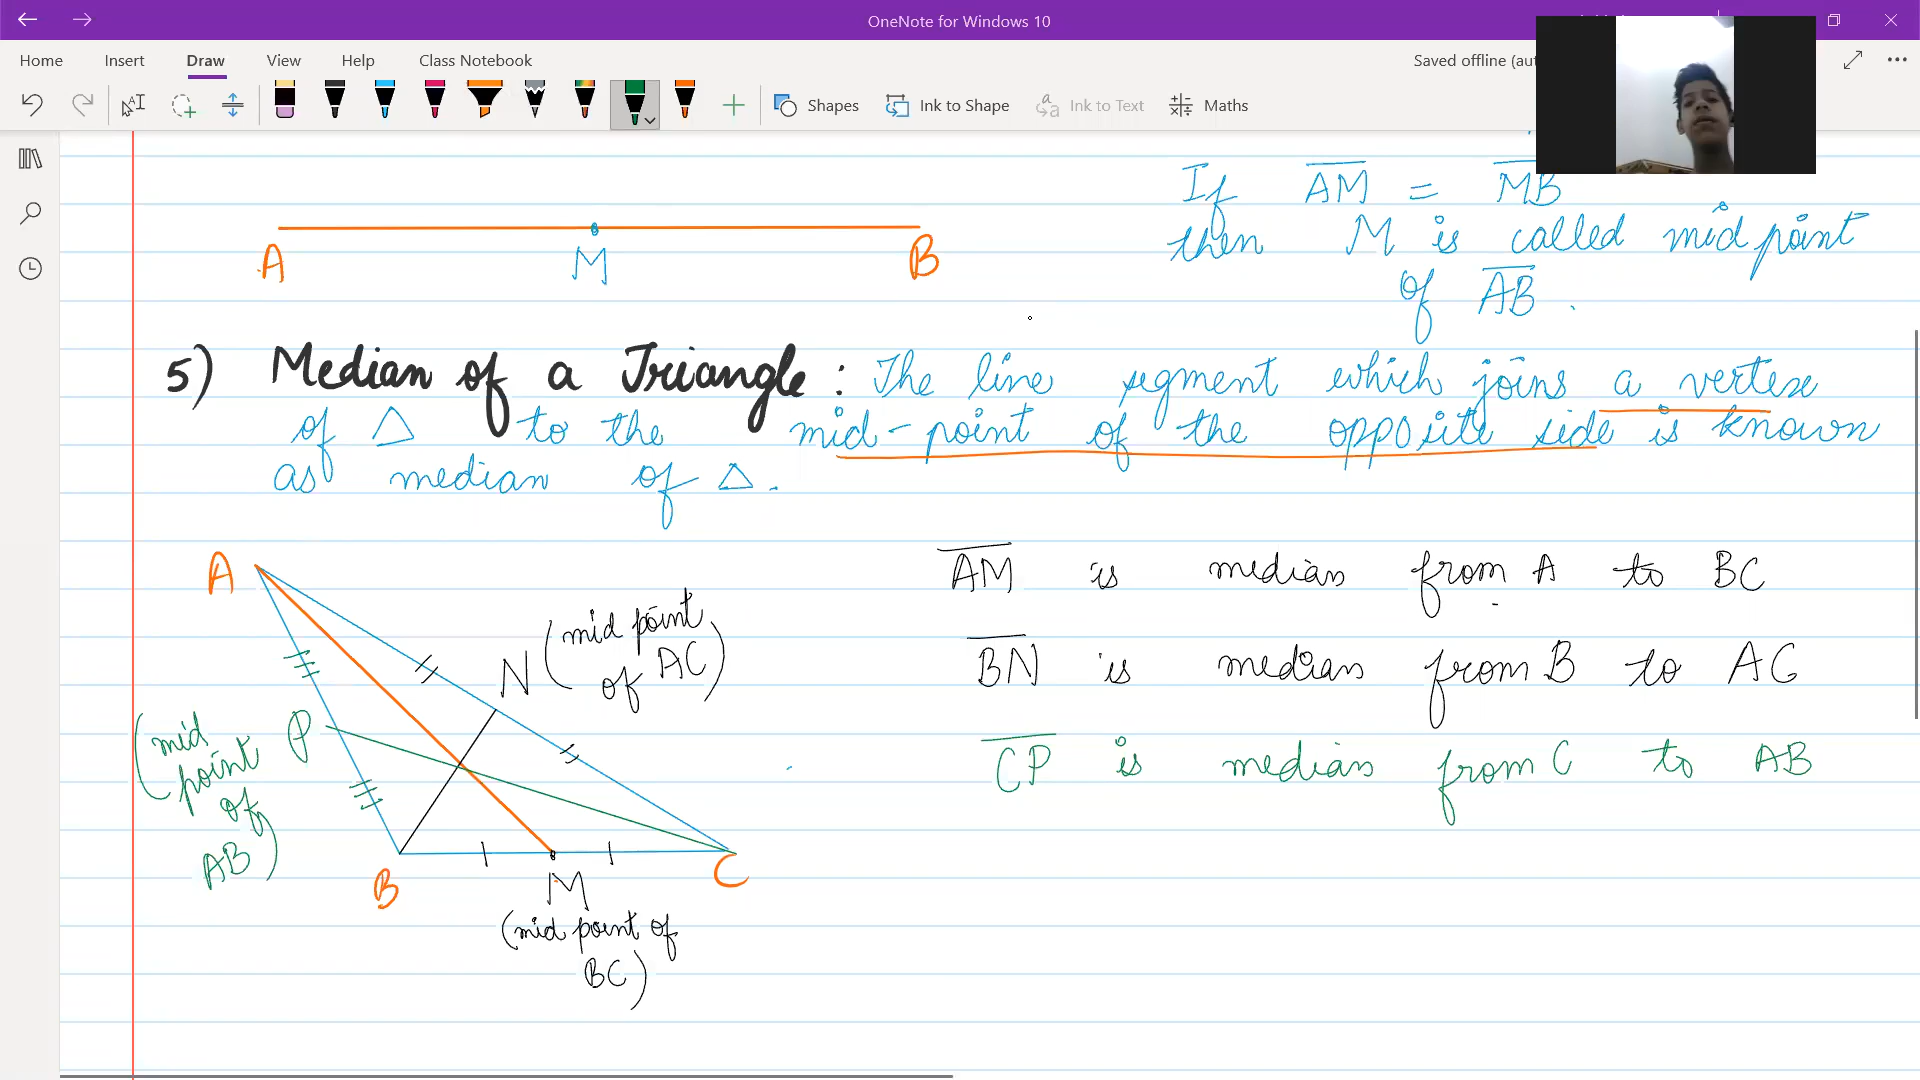 OneNote for Windows 10
Home Insert Draw View Help Class Notebook
Saved offline
Shapes Ink to Shape Ink to Text Maths
If AM = MB
then M is called mid point
of AB.
A M B
5) Median of a Triangle : The line segment which joins a vertex
of △ to the mid-point of the opposite side is known
as median of △.
A
N (mid point
of AC)
P
(mid
point
of
AB)
B
M
C
(mid point of
BC)
AM is median from A to BC
BN is median from B to AC
CP is median from C to AB